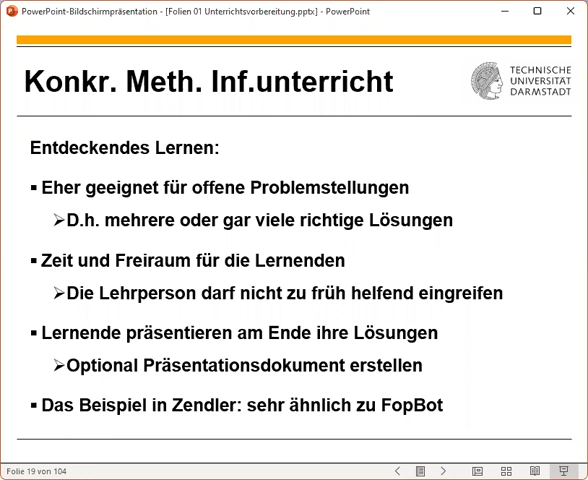 PowerPoint-Bildschirmpräsentation - [Folien 01 Unterrichtsvorbereitung.pptx] - PowerPoint
Konkr. Meth. Inf.unterricht
TECHNISCHE
UNIVERSITÄT
DARMSTADT
Entdeckendes Lernen:
▪ Eher geeignet für offene Problemstellungen
➢D.h. mehrere oder gar viele richtige Lösungen
▪ Zeit und Freiraum für die Lernenden
➢Die Lehrperson darf nicht zu früh helfend eingreifen
▪ Lernende präsentieren am Ende ihre Lösungen
➢Optional Präsentationsdokument erstellen
▪ Das Beispiel in Zendler: sehr ähnlich zu FopBot
Folie 19 von 104